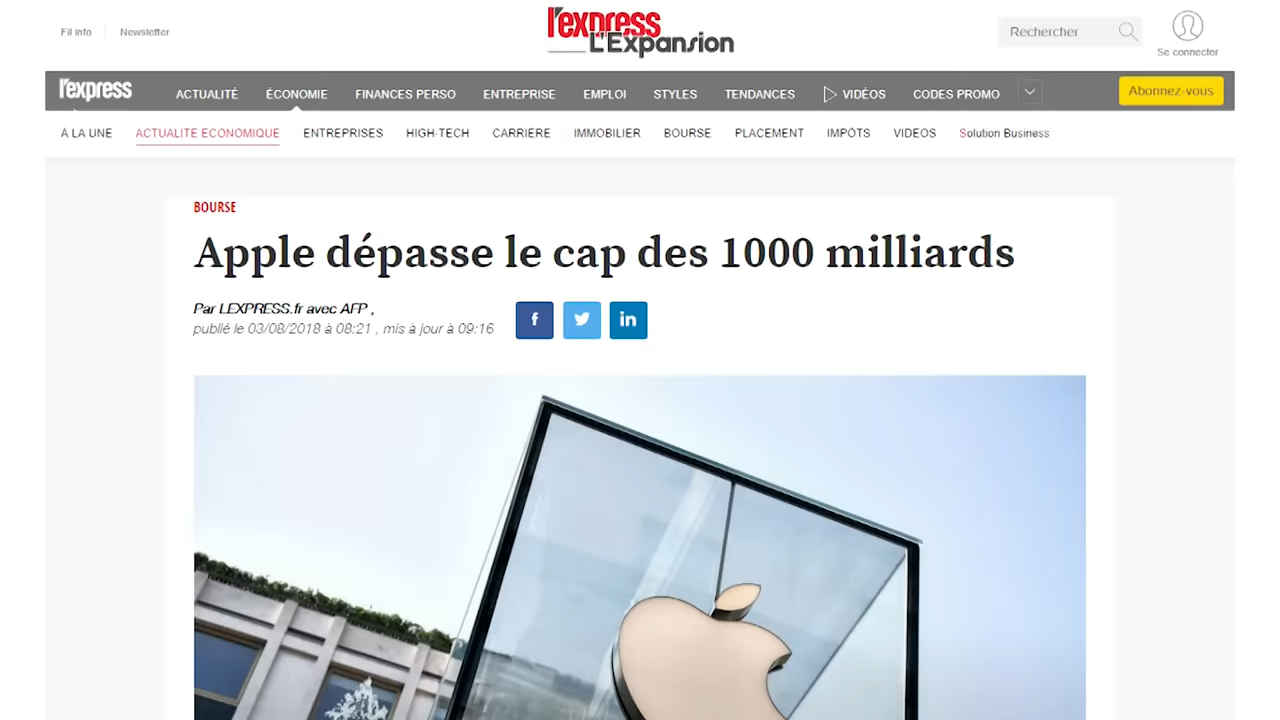 Fil info
Newsletter
l'express
L'Expansion
Rechercher
Se connecter
l'express
ACTUALITÉ
ÉCONOMIE
FINANCES PERSO
ENTREPRISE
EMPLOI
STYLES
TENDANCES
VIDÉOS
CODES PROMO
Abonnez-vous
À LA UNE
ACTUALITE ECONOMIQUE
ENTREPRISES
HIGH-TECH
CARRIERE
IMMOBILIER
BOURSE
PLACEMENT
IMPÔTS
VIDEOS
Solution Business
BOURSE
Apple dépasse le cap des 1000 milliards
Par LEXPRESS.fr avec AFP ,
publié le 03/08/2018 à 08:21 , mis à jour à 09:16
f
in